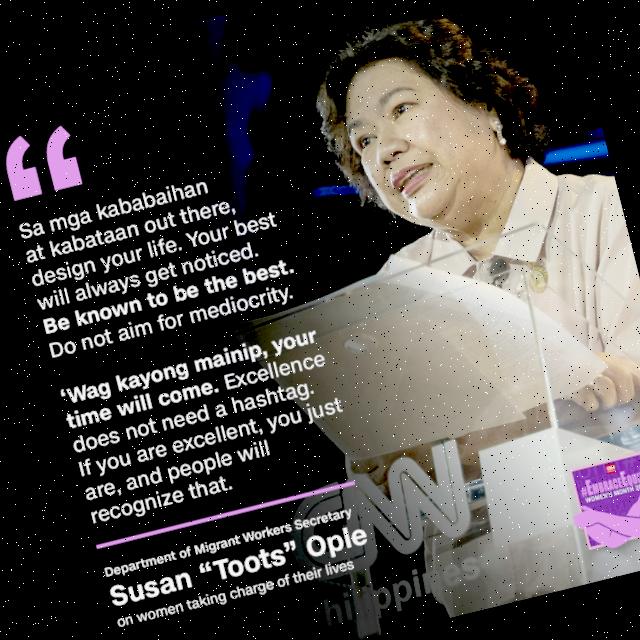 Sa mga kababaihan
at kabataan out there,
design your life. Your best
will always get noticed.
Be known to be the best.
Do not aim for mediocrity.
'Wag kayong mainip, your
time will come. Excellence
does not need a hashtag.
If you are excellent, you just
are, and people will
recognize that.
Department of Migrant Workers Secretary
Susan “Toots” Ople
on women taking charge of their lives
CNN
philippines
WOMEN'S MONTH